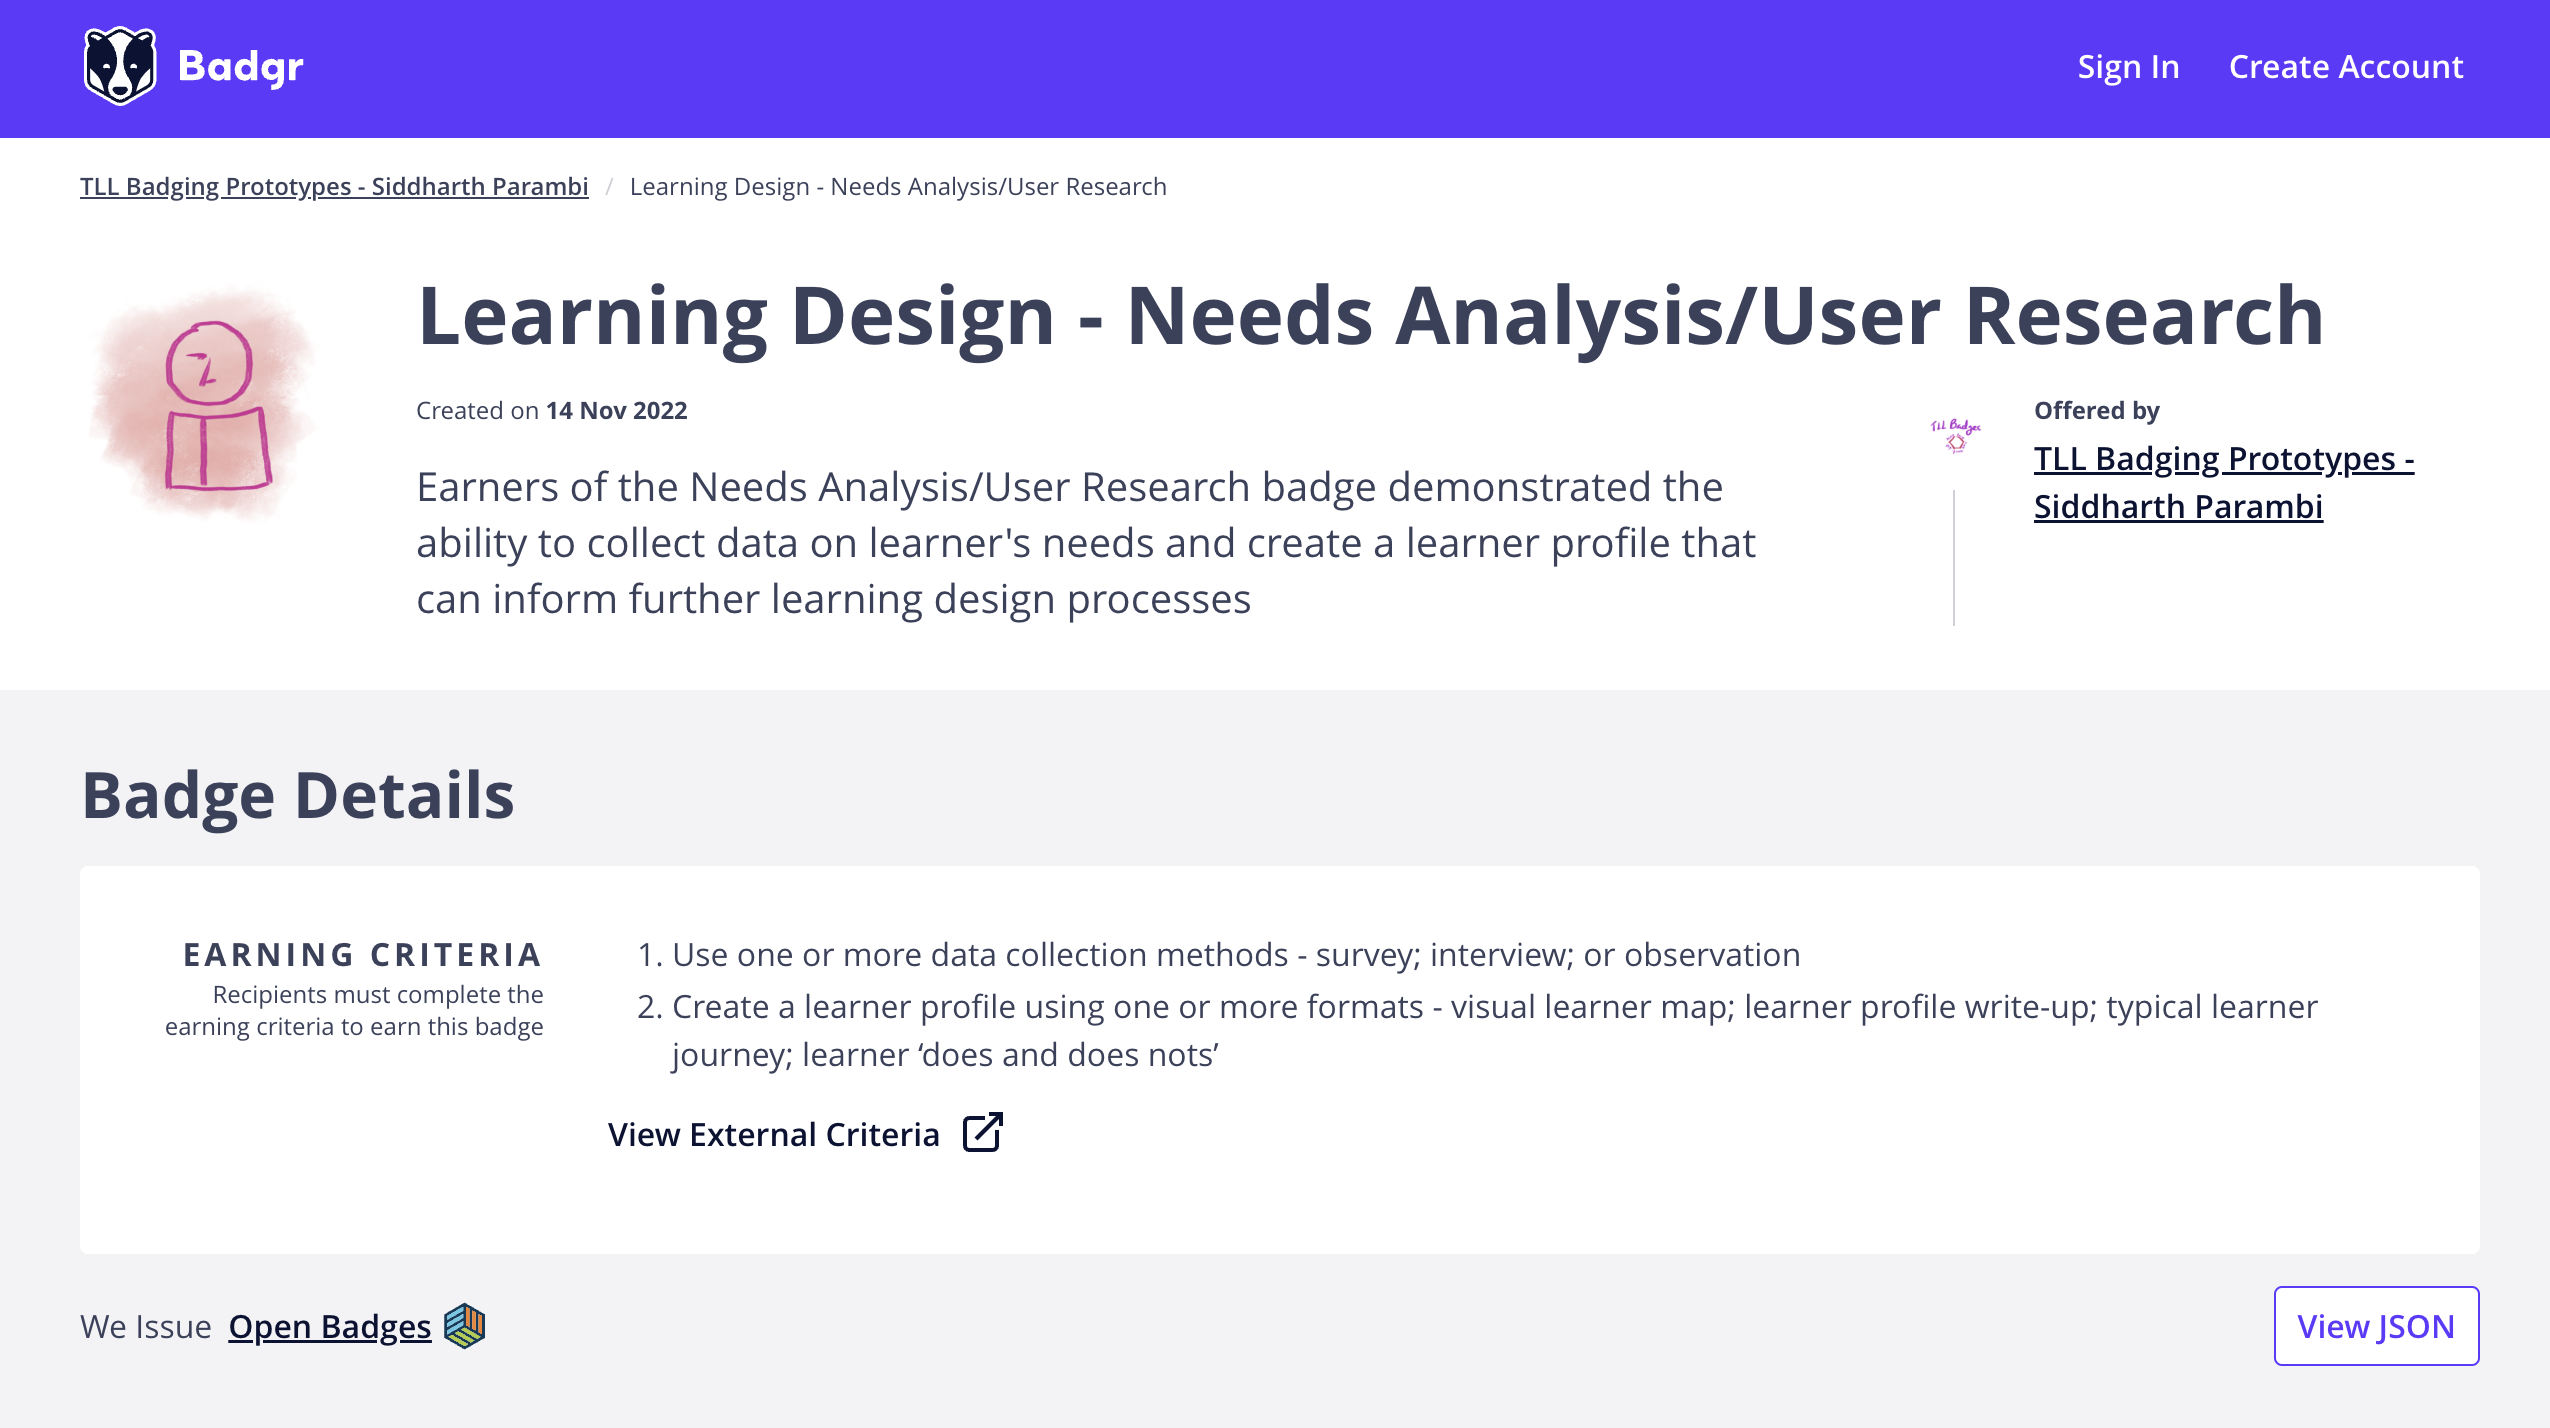 Badgr
Sign In
Create Account
TLL Badging Prototypes - Siddharth Parambi / Learning Design - Needs Analysis/User Research
2
Learning Design - Needs Analysis/User Research
Created on 14 Nov 2022
Earners of the Needs Analysis/User Research badge demonstrated the
ability to collect data on learner's needs and create a learner profile that
can inform further learning design processes
TLL Badges
Offered by
TLL Badging Prototypes -
Siddharth Parambi
Badge Details
EARNING CRITERIA
Recipients must complete the
earning criteria to earn this badge
1. Use one or more data collection methods - survey; interview; or observation
2. Create a learner profile using one or more formats - visual learner map; learner profile write-up; typical learner
journey; learner ‘does and does nots’
View External Criteria
We Issue Open Badges
View JSON